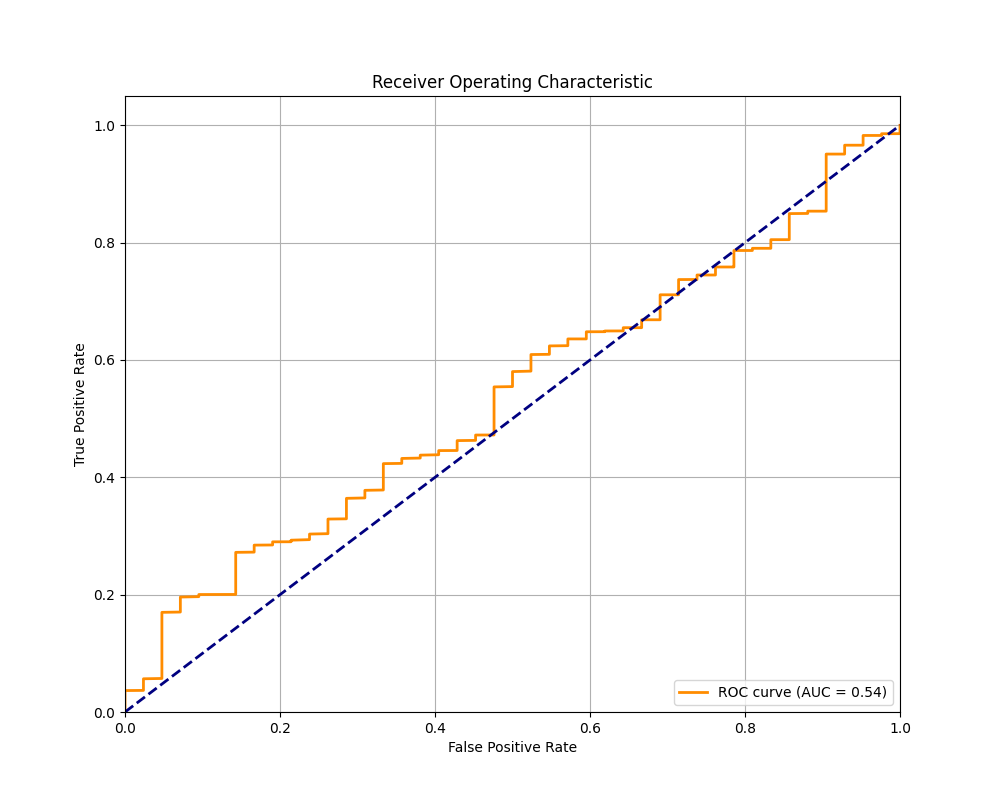 Receiver Operating Characteristic
1.0
0.8
0.6
0.4
0.2
0.0
True Positive Rate
0.0 0.2 0.4 0.6 0.8 1.0
False Positive Rate
ROC curve (AUC = 0.54)